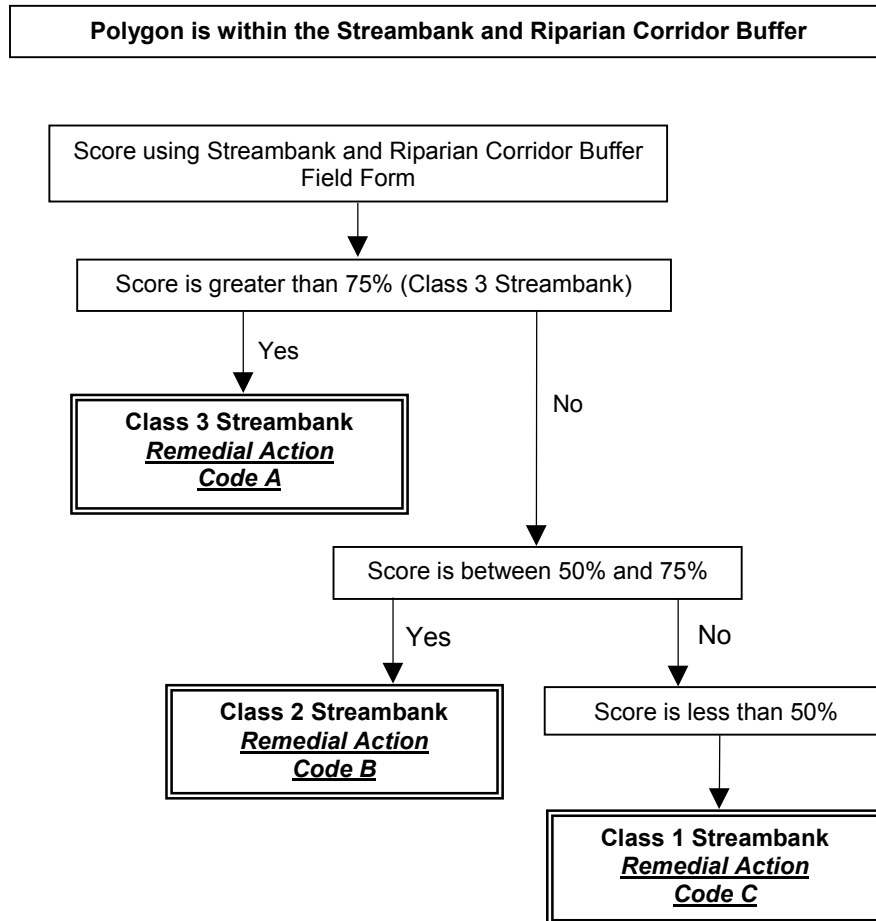 Polygon is within the Streambank and Riparian Corridor Buffer
Score using Streambank and Riparian Corridor Buffer
Field Form
Score is greater than 75% (Class 3 Streambank)
Yes
No
Class 3 Streambank
Remedial Action
Code A
Score is between 50% and 75%
Yes
No
Class 2 Streambank
Remedial Action
Code B
Score is less than 50%
Class 1 Streambank
Remedial Action
Code C